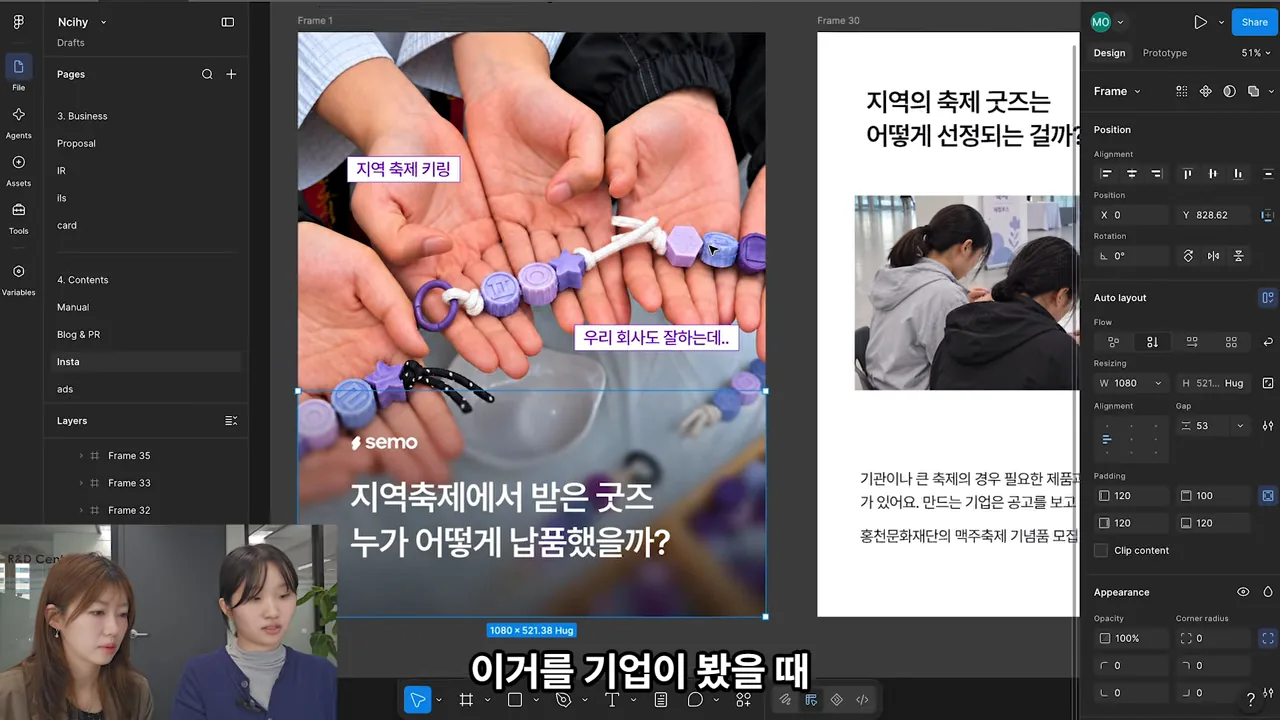 Ncihy
Drafts
File
Agents
Assets
Tools
Variables
Pages
3. Business
Proposal
IR
ils
card
4. Contents
Manual
Blog & PR
Insta
ads
Layers
Frame 35
Frame 33
Frame 32
Frame 1
지역 축제 키링
우리 회사도 잘하는데..
semo
지역축제에서 받은 굿즈
누가 어떻게 납품했을까?
1080 × 521.38 Hug
Frame 30
지역의 축제 굿즈는
어떻게 선정되는 걸까?
기관이나 큰 축제의 경우 필요한 제품과
가 있어요. 만드는 기업은 공고를 보고
홍천문화재단의 맥주축제 기념품 모집
MO
Share
Design Prototype 51%
Frame
Position
Alignment
Position
X 0 Y 828.62
Rotation
0°
Auto layout
Flow
Resizing
W 1080 H 521... Hug
Alignment Gap
53
Padding
120 100
120 120
Clip content
Appearance
Opacity Corner radius
100% 0
0 0
0 0
R&D Cen
이거를 기업이 봤을 때